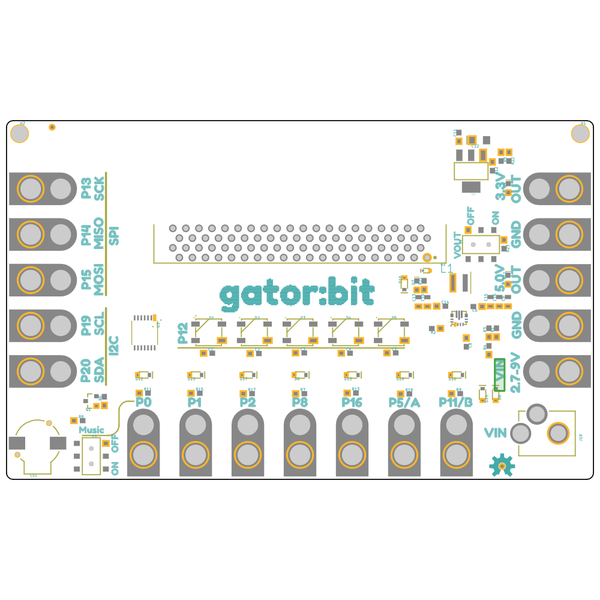 P13 SCK
P14 MISO
SPI
P15 MOSI
P19 SCL
I2C
P20 SDA
3.3V OUT
OFF
ON
VOUT
GND
5.0V OUT
GND
VIN
2.7-9V
gator:bit
P12
P0 P1 P2 P8 P16 P5/A P11/B
Music
OFF
ON
VIN